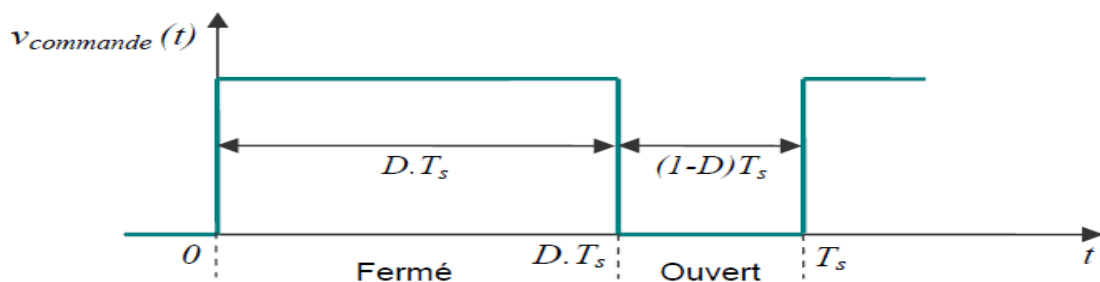 v_commande (t)
D.T_s
(1-D)T_s
0
D.T_s
T_s
t
Fermé
Ouvert